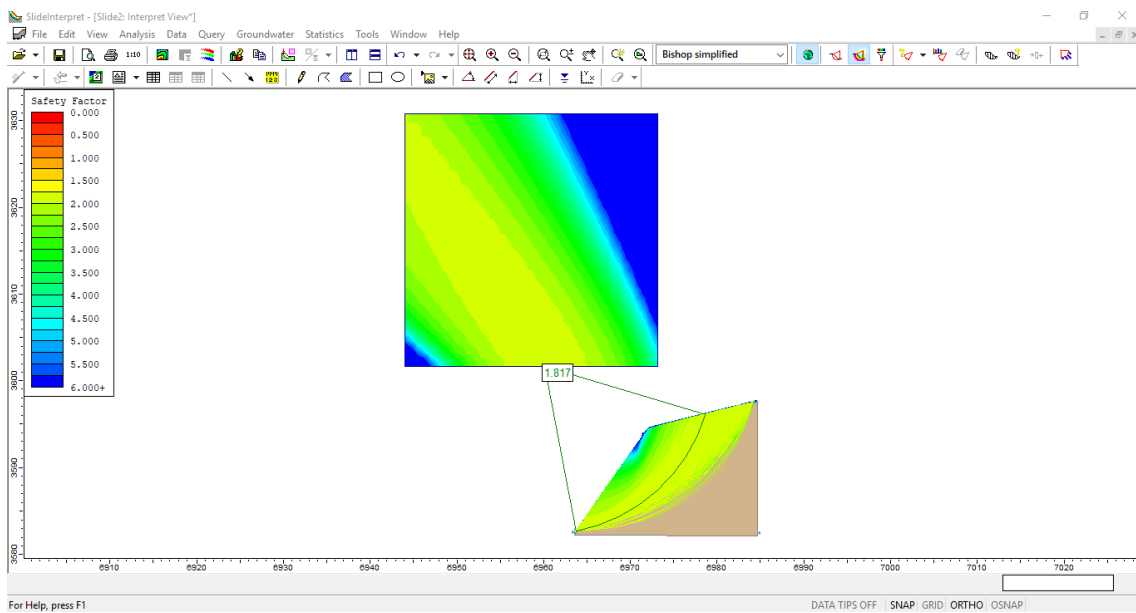 SlideInterpret - [Slide2: Interpret View*]
File Edit View Analysis Data Query Groundwater Statistics Tools Window Help
1:10 Bishop simplified
Safety Factor
0.000
0.500
1.000
1.500
2.000
2.500
3.000
3.500
4.000
4.500
5.000
5.500
6.000+
3630
3620
3610
3600
3590
3580
1.817
6910 6920 6930 6940 6950 6960 6970 6980 6990 7000 7010 7020
For Help, press F1
DATA TIPS OFF SNAP GRID ORTHO OSNAP